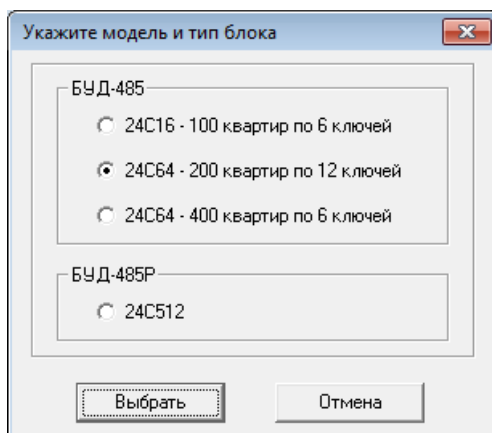 Укажите модель и тип блока
БУД-485
24С16 - 100 квартир по 6 ключей
24С64 - 200 квартир по 12 ключей
24С64 - 400 квартир по 6 ключей
БУД-485Р
24С512
Выбрать
Отмена